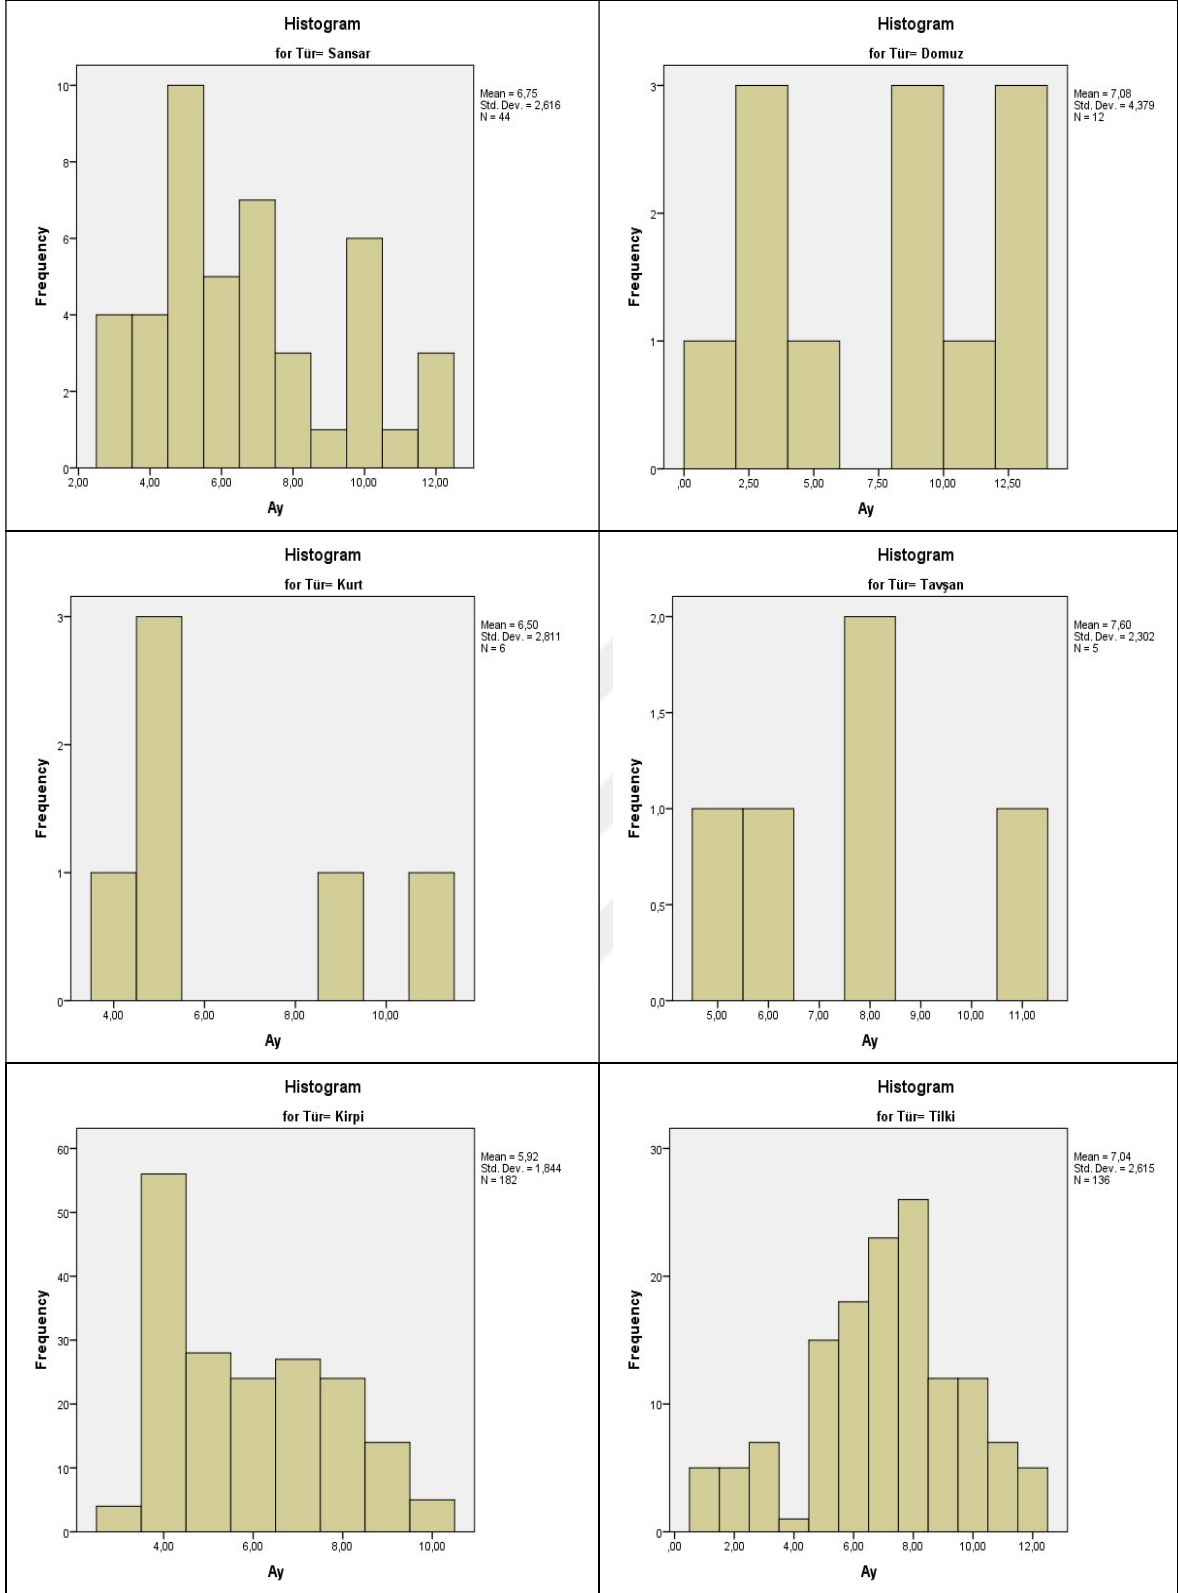 Histogram
for Tür= Sansar
Mean = 6,75
Std. Dev. = 2,616
N = 44
Frequency
10
8
6
4
2
0
2,00 4,00 6,00 8,00 10,00 12,00
Ay
Histogram
for Tür= Domuz
Mean = 7,08
Std. Dev. = 4,379
N = 12
Frequency
3
2
1
0
,00 2,50 5,00 7,50 10,00 12,50
Ay
Histogram
for Tür= Kurt
Mean = 6,50
Std. Dev. = 2,811
N = 6
Frequency
3
2
1
0
4,00 6,00 8,00 10,00
Ay
Histogram
for Tür= Tavşan
Mean = 7,60
Std. Dev. = 2,302
N = 5
Frequency
2,0
1,5
1,0
0,5
0,0
5,00 6,00 7,00 8,00 9,00 10,00 11,00
Ay
Histogram
for Tür= Kirpi
Mean = 5,92
Std. Dev. = 1,844
N = 182
Frequency
60
50
40
30
20
10
0
4,00 6,00 8,00 10,00
Ay
Histogram
for Tür= Tilki
Mean = 7,04
Std. Dev. = 2,615
N = 136
Frequency
30
20
10
0
,00 2,00 4,00 6,00 8,00 10,00 12,00
Ay